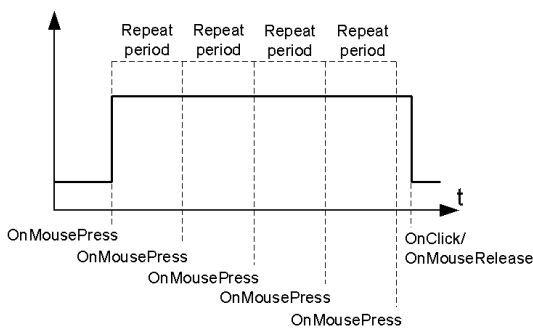 Repeat Repeat Repeat Repeat
period period period period
t
OnMousePress
OnMousePress
OnMousePress
OnMousePress
OnMousePress
OnClick/
OnMouseRelease